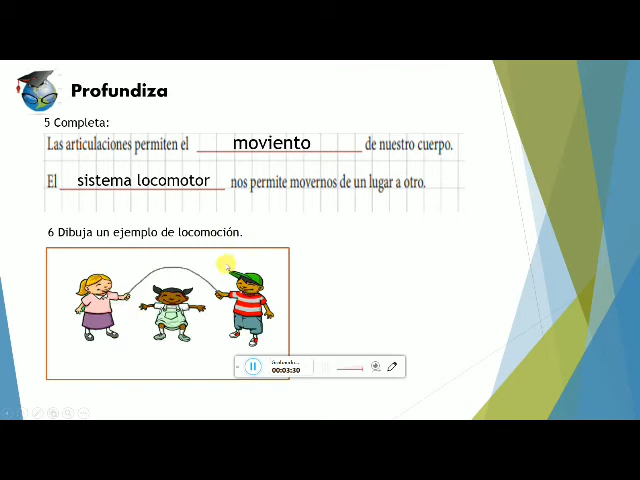 Profundiza
5 Completa:
Las articulaciones permiten el moviento de nuestro cuerpo.
El sistema locomotor nos permite movernos de un lugar a otro.
6 Dibuja un ejemplo de locomoción.
Grabando...
00:03:30